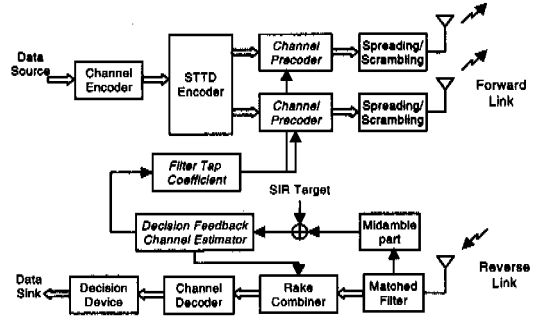 Data
Source
Channel
Encoder
STTD
Encoder
Channel
Precoder
Spreading/
Scrambling
Channel
Precoder
Spreading/
Scrambling
Forward
Link
Filter Tap
Coefficient
SIR Target
Decision Feedback
Channel Estimator
Midamble
part
Data
Sink
Decision
Device
Channel
Decoder
Rake
Combiner
Matched
Filter
Reverse
Link